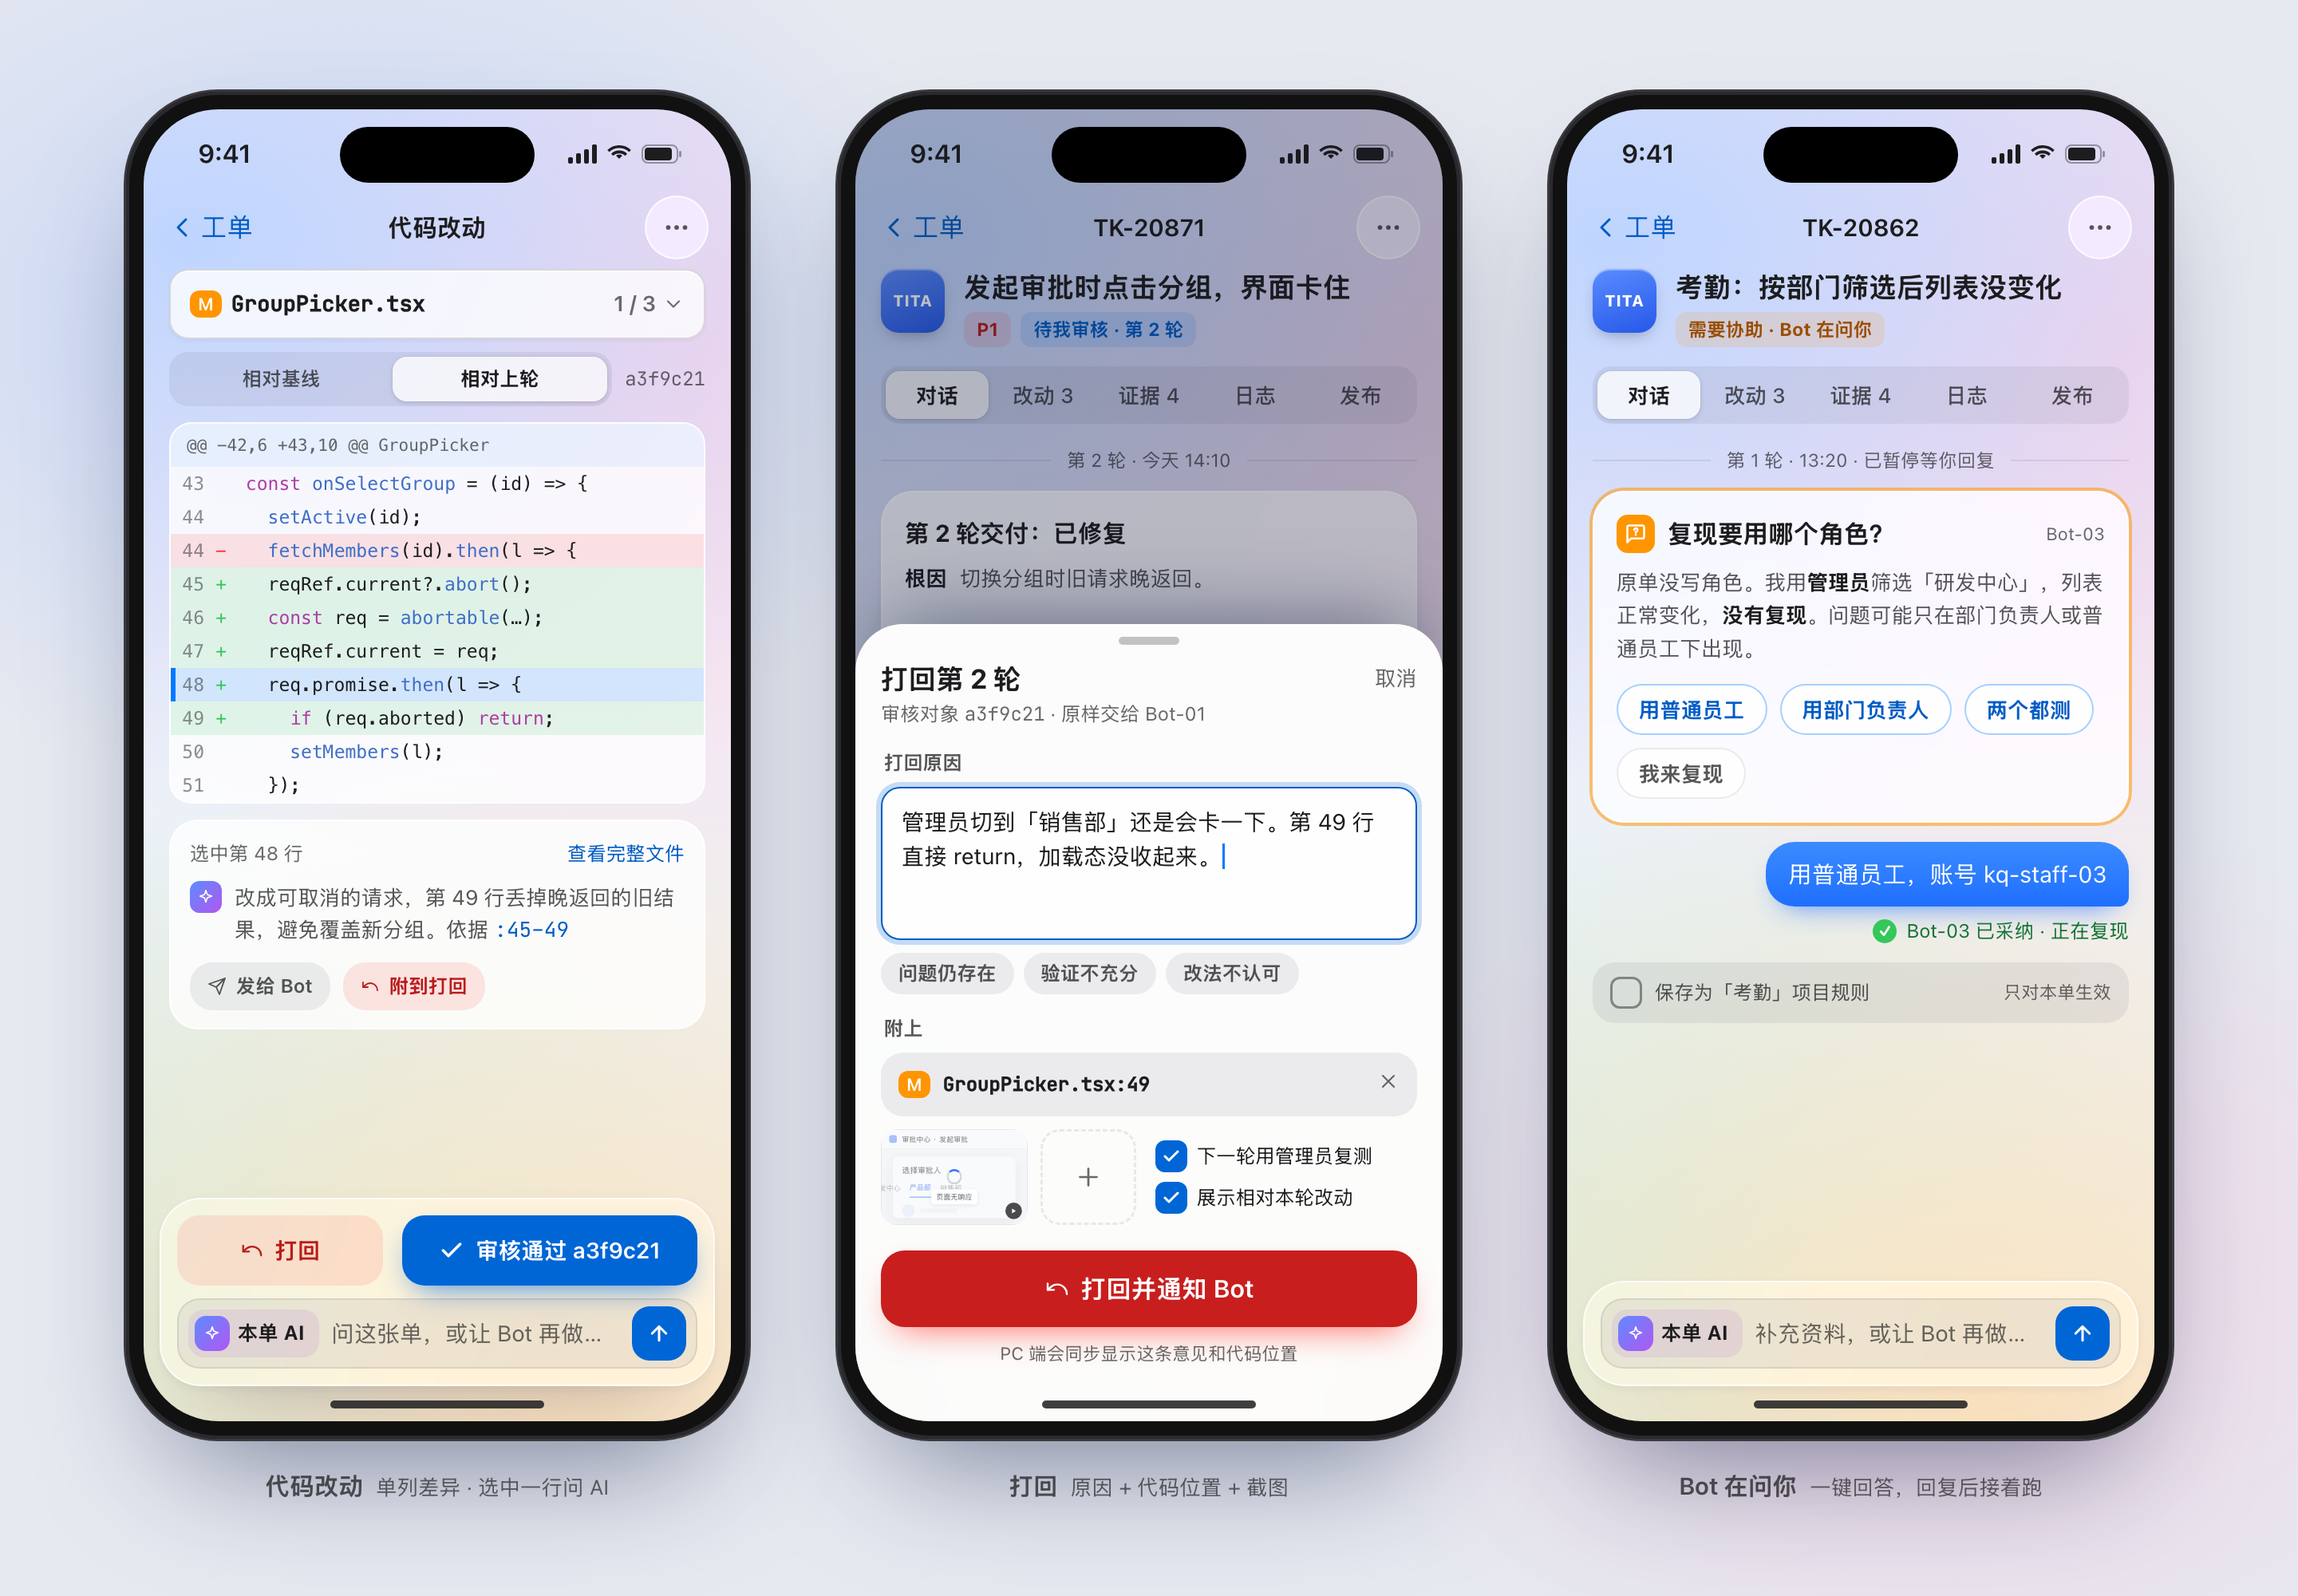 9:41
工单
代码改动
M GroupPicker.tsx 1 / 3
相对基线 相对上轮 a3f9c21
@@ −42,6 +43,10 @@ GroupPicker
43 const onSelectGroup = (id) => {
44 setActive(id);
44 − fetchMembers(id).then(l => {
45 + reqRef.current?.abort();
46 + const req = abortable(…);
47 + reqRef.current = req;
48 + req.promise.then(l => {
49 + if (req.aborted) return;
50 setMembers(l);
51 });
选中第 48 行 查看完整文件
改成可取消的请求，第 49 行丢掉晚返回的旧结
果，避免覆盖新分组。依据 :45–49
发给 Bot 附到打回
打回 审核通过 a3f9c21
本单 AI 问这张单，或让 Bot 再做…
代码改动 单列差异 · 选中一行问 AI
9:41
工单
TK-20871
TITA
发起审批时点击分组，界面卡住
P1 待我审核 · 第 2 轮
对话 改动 3 证据 4 日志 发布
第 2 轮 · 今天 14:10
第 2 轮交付：已修复
根因 切换分组时旧请求晚返回。
打回第 2 轮 取消
审核对象 a3f9c21 · 原样交给 Bot-01
打回原因
管理员切到「销售部」还是会卡一下。第 49 行
直接 return，加载态没收起来。
问题仍存在 验证不充分 改法不认可
附上
M GroupPicker.tsx:49
审批中心 · 发起审批
选择审批人
产品部
页面无响应
下一轮用管理员复测
展示相对本轮改动
打回并通知 Bot
PC 端会同步显示这条意见和代码位置
打回 原因 + 代码位置 + 截图
9:41
工单
TK-20862
TITA
考勤：按部门筛选后列表没变化
需要协助 · Bot 在问你
对话 改动 3 证据 4 日志 发布
第 1 轮 · 13:20 · 已暂停等你回复
复现要用哪个角色？ Bot-03
原单没写角色。我用管理员筛选「研发中心」，列表
正常变化，没有复现。问题可能只在部门负责人或普
通员工下出现。
用普通员工 用部门负责人 两个都测
我来复现
用普通员工，账号 kq-staff-03
Bot-03 已采纳 · 正在复现
保存为「考勤」项目规则 只对本单生效
本单 AI 补充资料，或让 Bot 再做…
Bot 在问你 一键回答，回复后接着跑